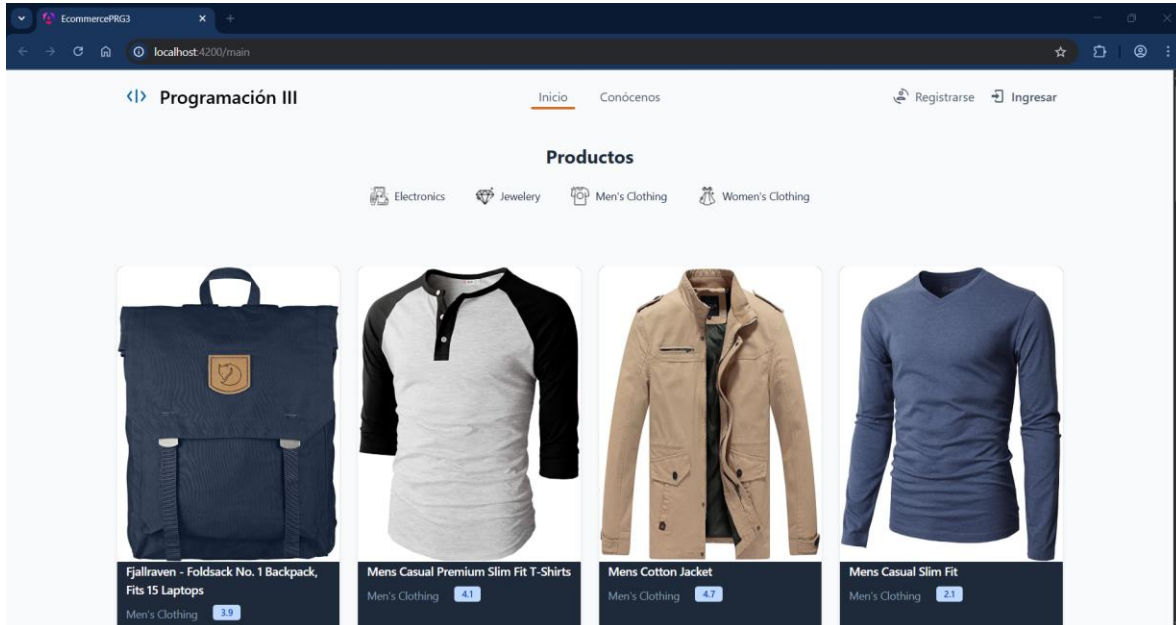 EcommercePRG3
localhost:4200/main
Programación III
Inicio
Conócenos
Registrarse
Ingresar
Productos
Electronics
Jewelery
Men's Clothing
Women's Clothing
Fjallraven - Foldsack No. 1 Backpack,
Fits 15 Laptops
Men's Clothing 3.9
Mens Casual Premium Slim Fit T-Shirts
Men's Clothing 4.1
Mens Cotton Jacket
Men's Clothing 4.7
Mens Casual Slim Fit
Men's Clothing 2.1